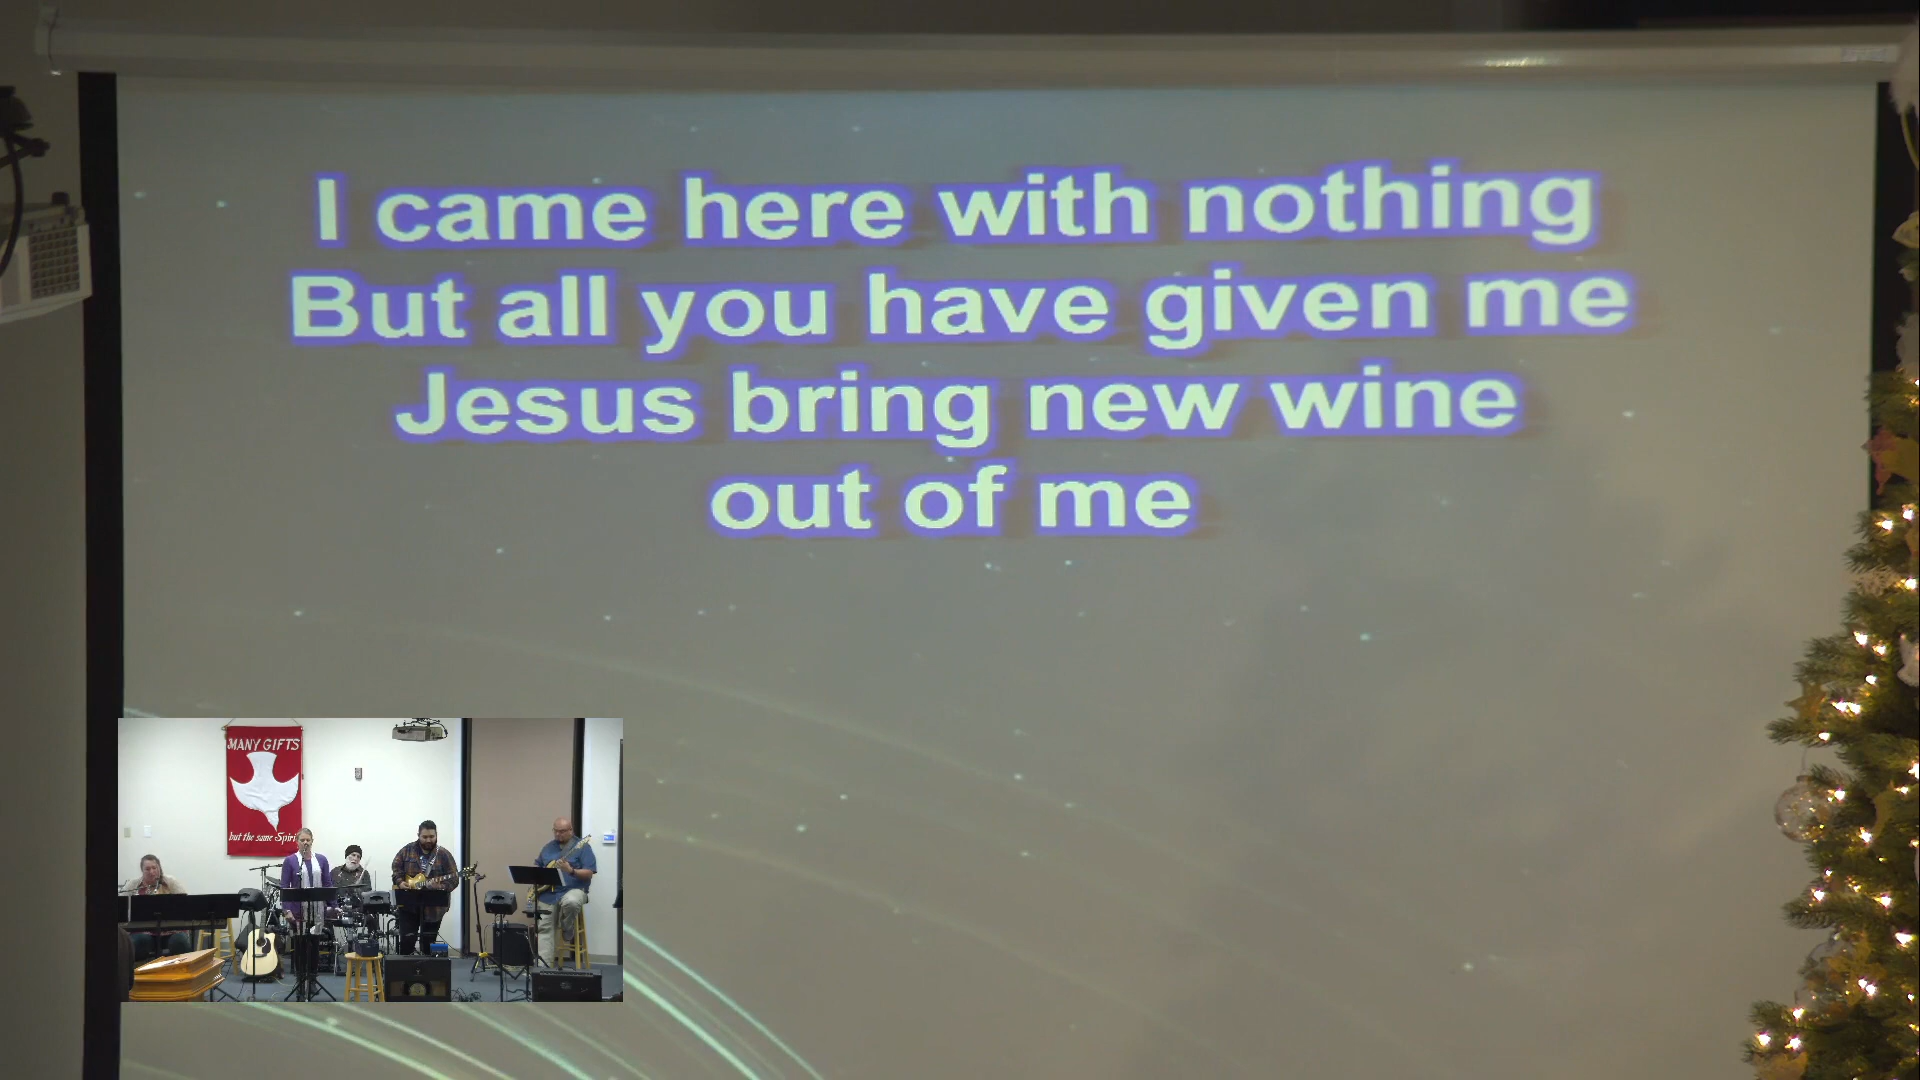 I came here with nothing
But all you have given me
Jesus bring new wine
out of me
MANY GIFTS
but the same Spirit